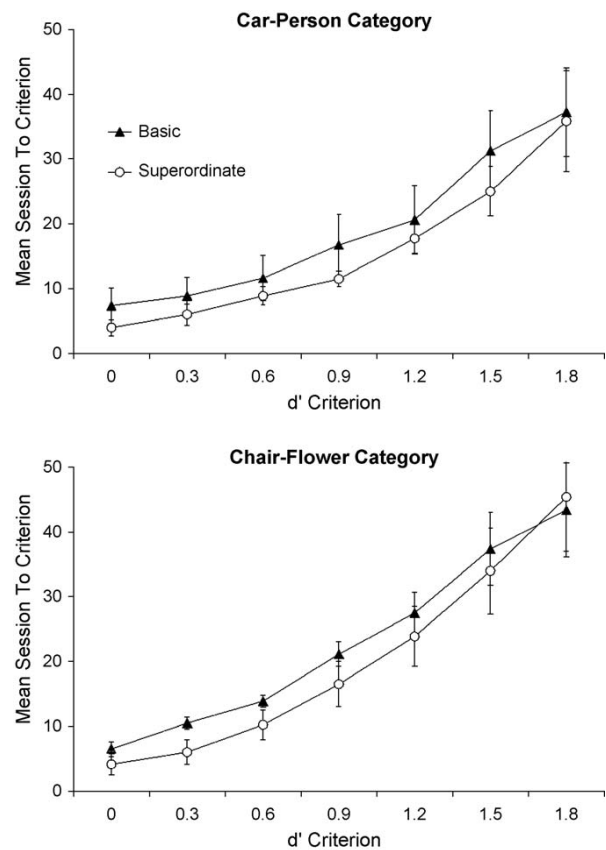 Car-Person Category
50
40
30
20
10
0
Mean Session To Criterion
Basic
Superordinate
0 0.3 0.6 0.9 1.2 1.5 1.8
d' Criterion
Chair-Flower Category
50
40
30
20
10
0
Mean Session To Criterion
0 0.3 0.6 0.9 1.2 1.5 1.8
d' Criterion